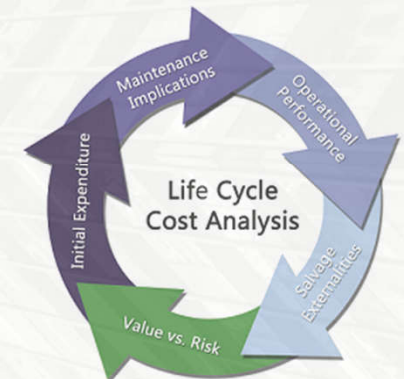 Life Cycle
Cost Analysis
Initial Expenditure
Maintenance
Implications
Operational
Performance
Salvage
Externalities
Value vs. Risk